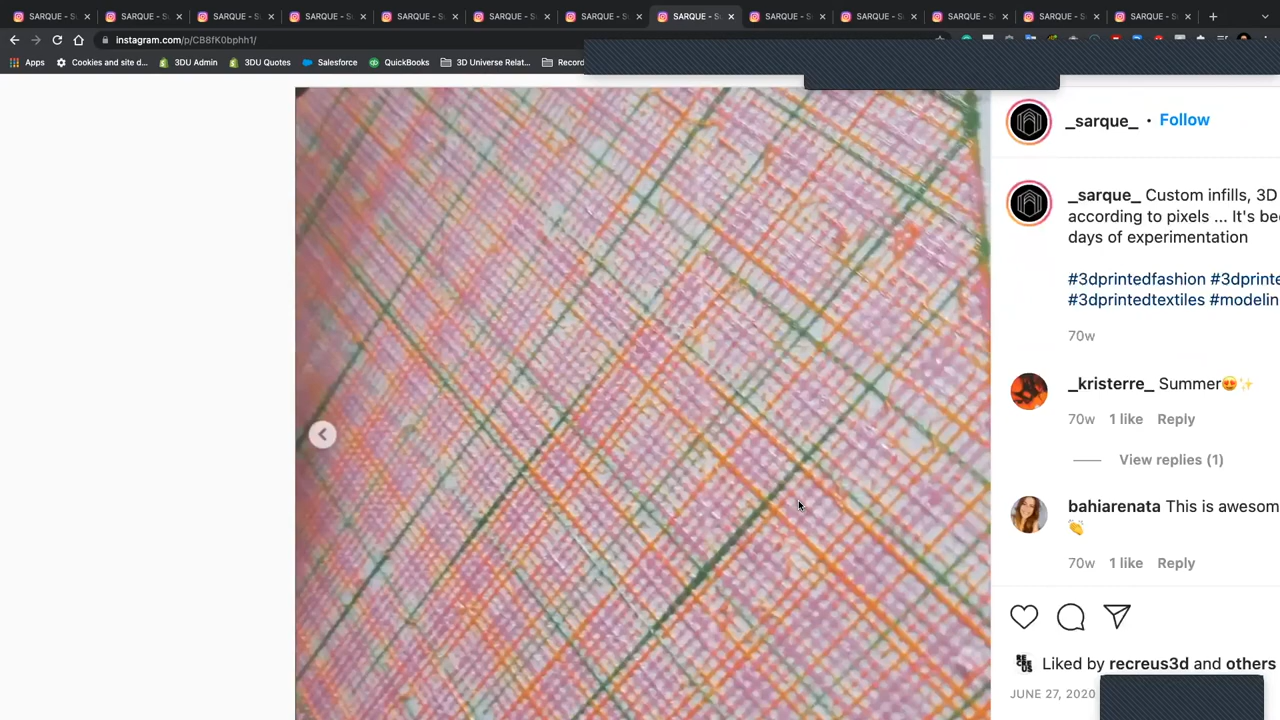 SARQUE - S
SARQUE - S
SARQUE - S
SARQUE - S
SARQUE - S
SARQUE - S
SARQUE - S
SARQUE - S
SARQUE - S
SARQUE - S
SARQUE - S
SARQUE - S
SARQUE - S
instagram.com/p/CB8fK0bphh1/
Apps
Cookies and site d...
3DU Admin
3DU Quotes
Salesforce
QuickBooks
3D Universe Relat...
Record
_sarque_ • Follow
_sarque_ Custom infills, 3D
according to pixels ... It's be
days of experimentation
#3dprintedfashion #3dprinte
#3dprintedtextiles #modelin
70w
_kristerre_ Summer😍✨
70w 1 like Reply
View replies (1)
bahiarenata This is awesom
👏
70w 1 like Reply
RECREUS
Liked by recreus3d and others
JUNE 27, 2020